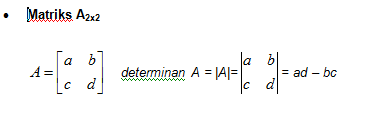 • Matriks A2x2
A = [a b c d] determinan A = |A| = |a b c d| = ad – bc